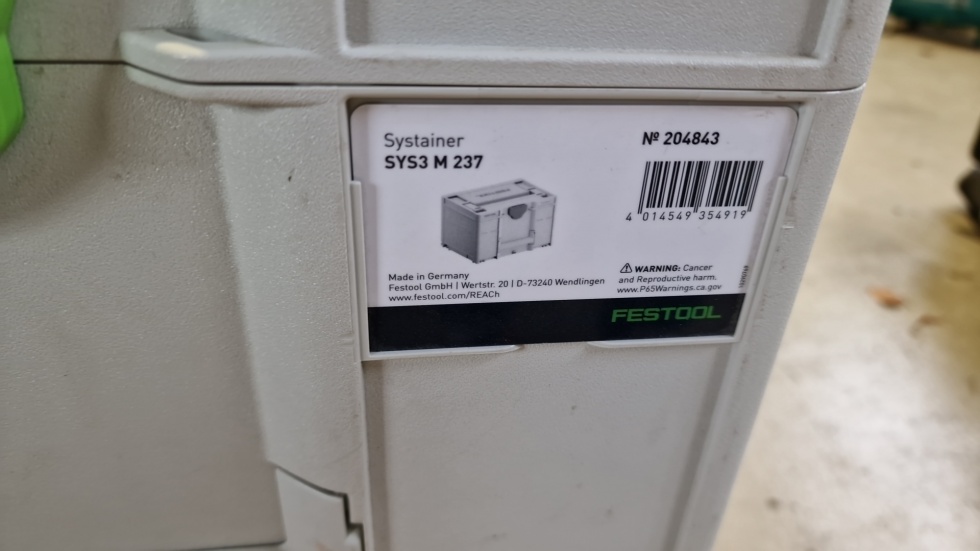 Systainer
SYS3 M 237
Nº 204843
4 014549 354919
Made in Germany
Festool GmbH | Wertstr. 20 | D-73240 Wendlingen
www.festool.com/REACh
⚠ WARNING: Cancer
and Reproductive harm.
www.P65Warnings.ca.gov
FESTOOL